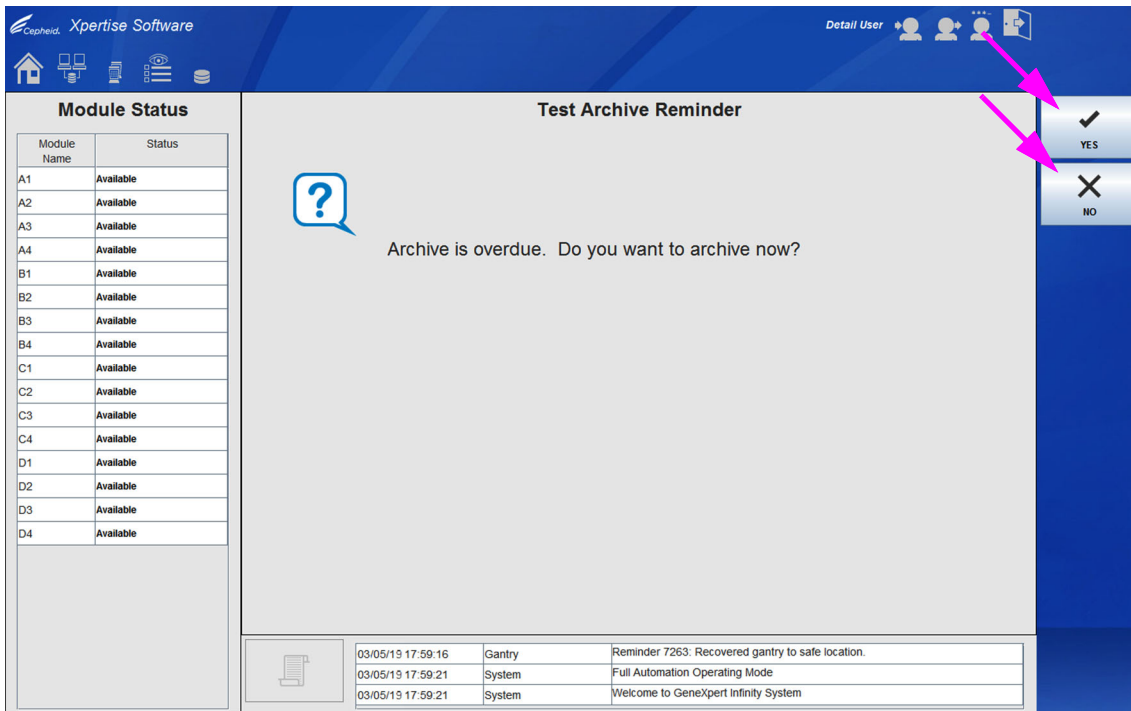 Cepheid. Xpertise Software
Detail User
Module Status
Module Name Status
A1 Available
A2 Available
A3 Available
A4 Available
B1 Available
B2 Available
B3 Available
B4 Available
C1 Available
C2 Available
C3 Available
C4 Available
D1 Available
D2 Available
D3 Available
D4 Available
Test Archive Reminder
?
Archive is overdue. Do you want to archive now?
YES
NO
03/05/19 17:59:16 Gantry Reminder 7263: Recovered gantry to safe location.
03/05/19 17:59:21 System Full Automation Operating Mode
03/05/19 17:59:21 System Welcome to GeneXpert Infinity System